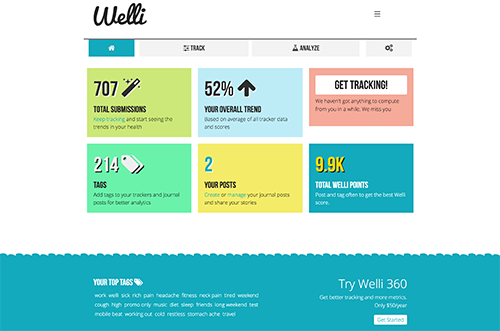 Welli
TRACK
ANALYZE
707
TOTAL SUBMISSIONS
Keep tracking and start seeing the
trends in your health
52%
YOUR OVERALL TREND
Based on average of all tracker data
and scores
GET TRACKING!
We haven't got anything to compute
from you in a while. We miss you
214
TAGS
Add tags to your trackers and journal
posts for better analytics
2
YOUR POSTS
Create or manage your journal posts
and share your stories
9.9K
TOTAL WELLI POINTS
Post and tag often to get the best Welli
score.
YOUR TOP TAGS
work well sick rich pain headache fitness neck pain tired weekend
cough high promo only music diet sleep friends long weekend test
mobile beat working out cold restless stomach ache travel
Try Welli 360
Get better tracking and more metrics.
Only $50/year
Get Started